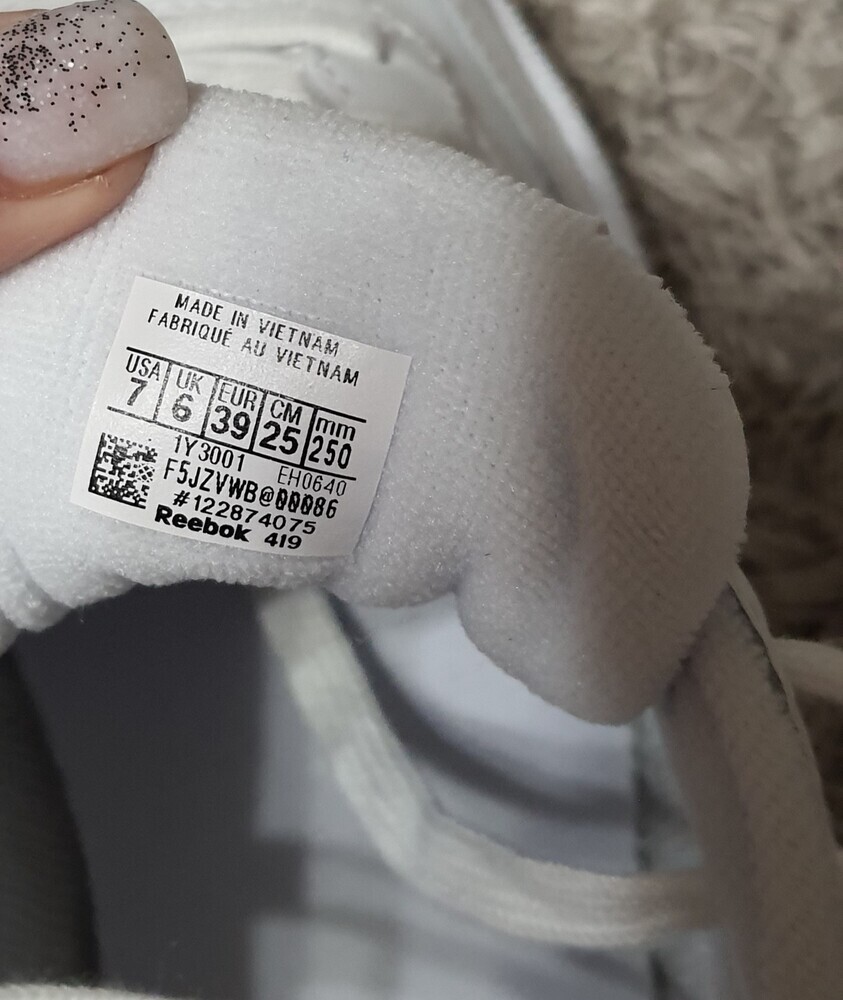 MADE IN VIETNAM
FABRIQUÉ AU VIETNAM
USA UK EUR CM mm
7 6 39 25 250
1Y3001 EH0640
F5JZVWB@00086
#122874075
Reebok 419